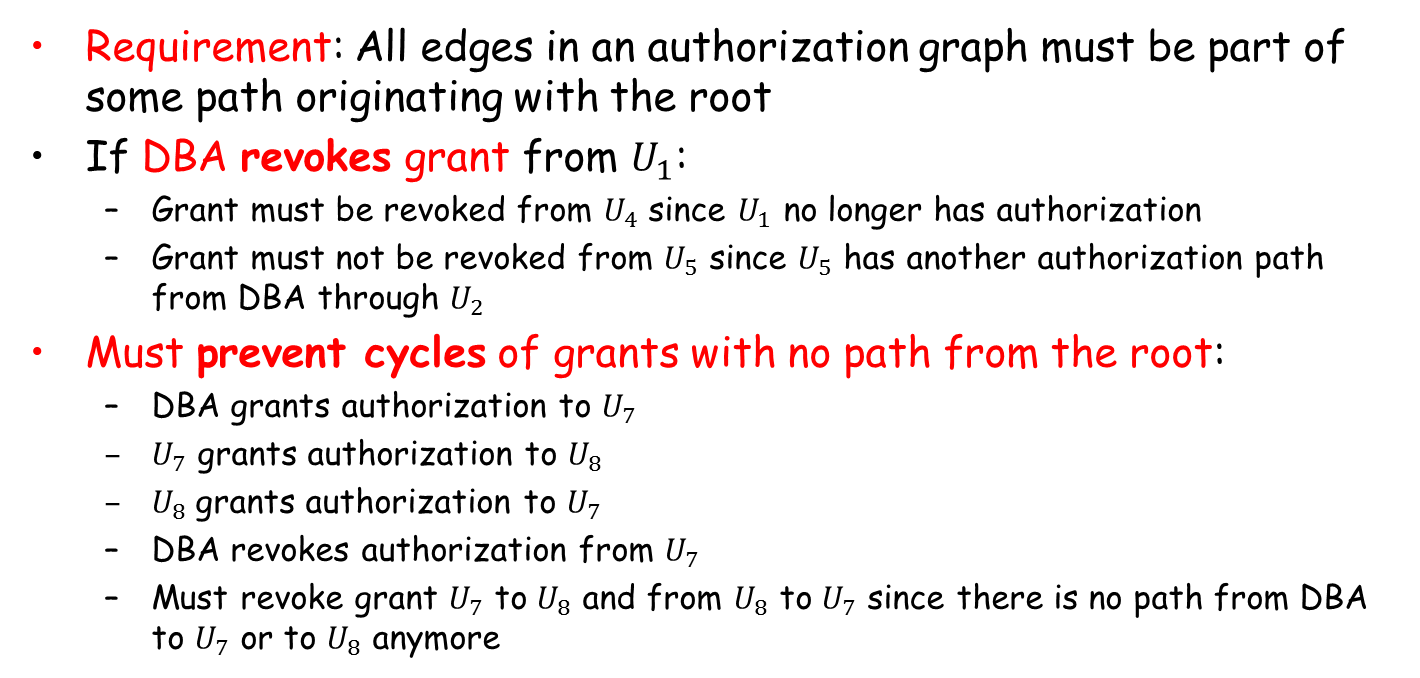 • Requirement: All edges in an authorization graph must be part of
some path originating with the root
• If DBA revokes grant from U₁:
– Grant must be revoked from U₄ since U₁ no longer has authorization
– Grant must not be revoked from U₅ since U₅ has another authorization path
from DBA through U₂
• Must prevent cycles of grants with no path from the root:
– DBA grants authorization to U₇
– U₇ grants authorization to U₈
– U₈ grants authorization to U₇
– DBA revokes authorization from U₇
– Must revoke grant U₇ to U₈ and from U₈ to U₇ since there is no path from DBA
to U₇ or to U₈ anymore